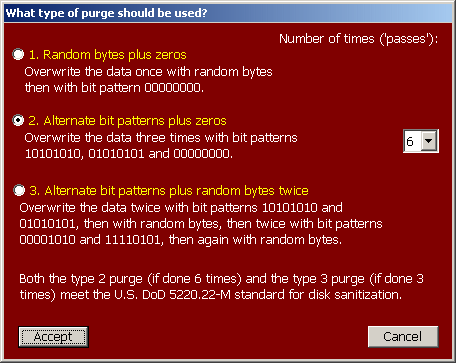 What type of purge should be used?
Number of times ('passes'):
1. Random bytes plus zeros
Overwrite the data once with random bytes
then with bit pattern 00000000.
2. Alternate bit patterns plus zeros
Overwrite the data three times with bit patterns
10101010, 01010101 and 00000000.
6
3. Alternate bit patterns plus random bytes twice
Overwrite the data twice with bit patterns 10101010 and
01010101, then with random bytes, then twice with bit patterns
00001010 and 11110101, then again with random bytes.
Both the type 2 purge (if done 6 times) and the type 3 purge (if done 3
times) meet the U.S. DoD 5220.22-M standard for disk sanitization.
Accept
Cancel